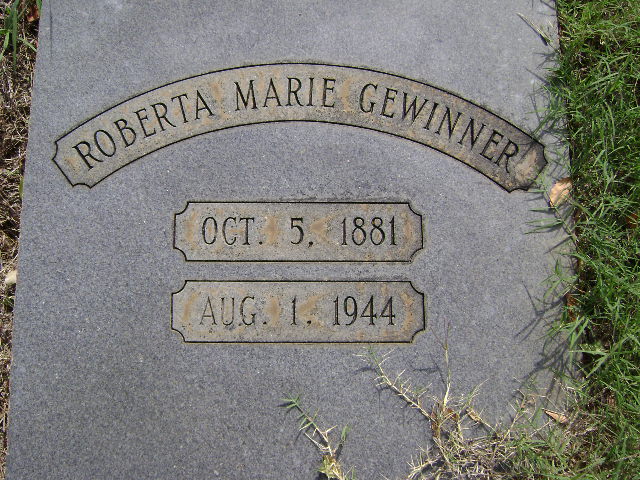 ROBERTA MARIE GEWINNER
OCT. 5, 1881
AUG. 1, 1944